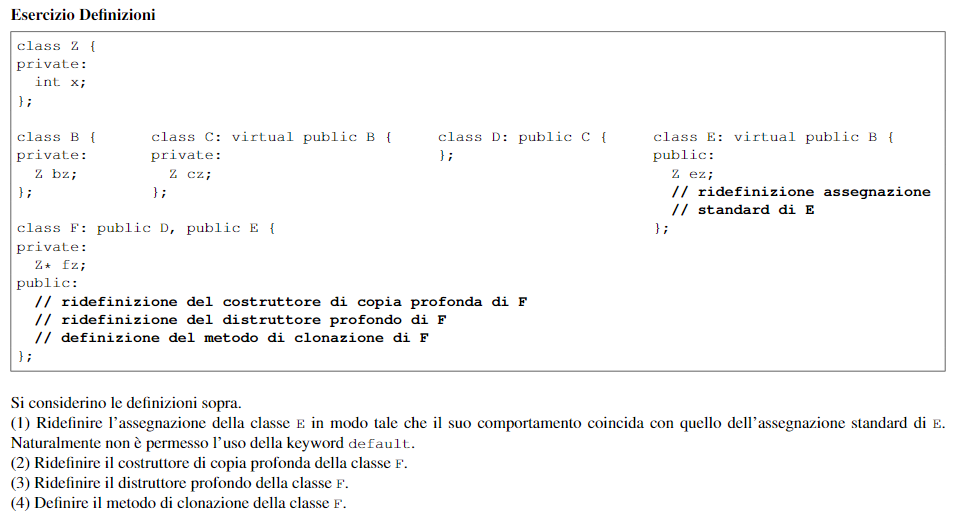 Esercizio Definizioni
class Z {
private:
  int x;
};
class B {
private:
  Z bz;
};
class C: virtual public B {
private:
  Z cz;
};
class D: public C {
};
class E: virtual public B {
public:
  Z ez;
  // ridefinizione assegnazione
  // standard di E
};
class F: public D, public E {
private:
  Z* fz;
public:
  // ridefinizione del costruttore di copia profonda di F
  // ridefinizione del distruttore profondo di F
  // definizione del metodo di clonazione di F
};
Si considerino le definizioni sopra.
(1) Ridefinire l'assegnazione della classe E in modo tale che il suo comportamento coincida con quello dell'assegnazione standard di E.
Naturalmente non è permesso l'uso della keyword default.
(2) Ridefinire il costruttore di copia profonda della classe F.
(3) Ridefinire il distruttore profondo della classe F.
(4) Definire il metodo di clonazione della classe F.